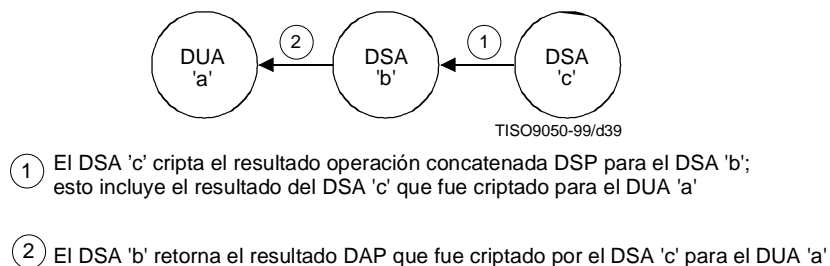 DUA
'a'
2
DSA
'b'
1
DSA
'c'
TISO9050-99/d39
1 El DSA 'c' cripta el resultado operación concatenada DSP para el DSA 'b';
esto incluye el resultado del DSA 'c' que fue criptado para el DUA 'a'
2 El DSA 'b' retorna el resultado DAP que fue criptado por el DSA 'c' para el DUA 'a'